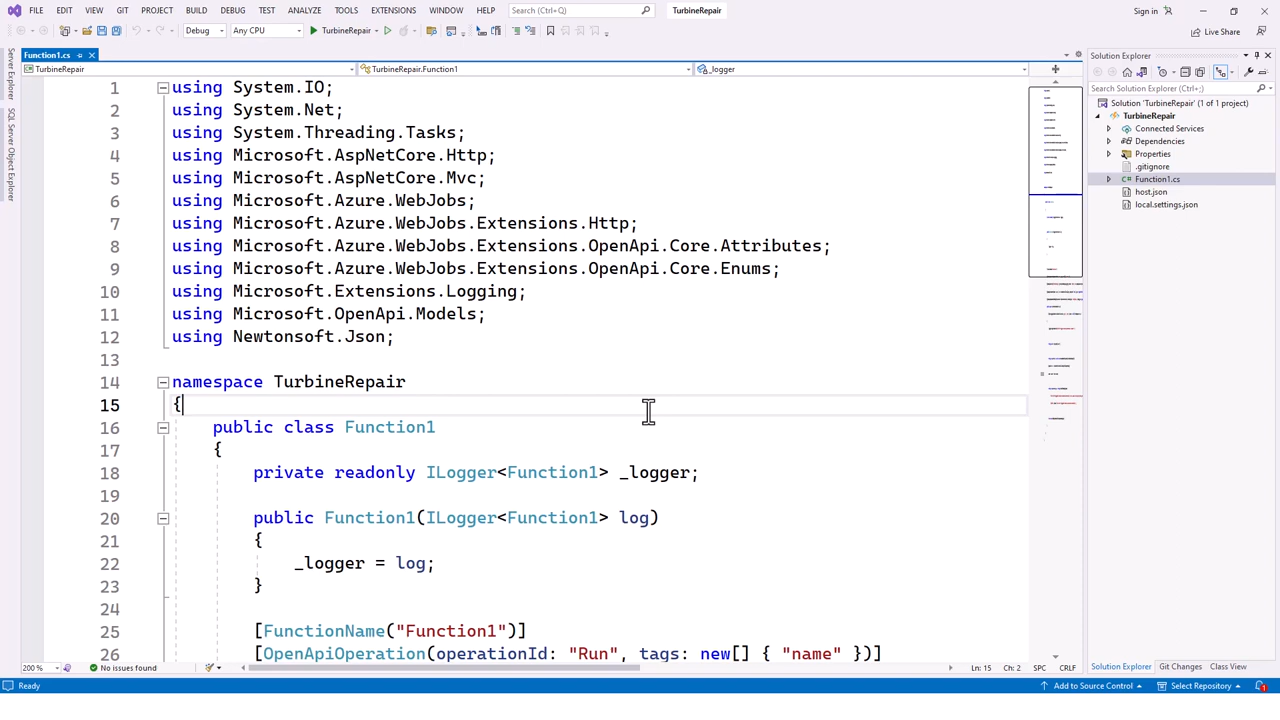 FILE EDIT VIEW GIT PROJECT BUILD DEBUG TEST ANALYZE TOOLS EXTENSIONS WINDOW HELP Search (Ctrl+Q) TurbineRepair Sign in
Debug Any CPU TurbineRepair Live Share
Function1.cs
TurbineRepair TurbineRepair.Function1 _logger
Server Explorer
SQL Server Object Explorer
1 using System.IO;
2 using System.Net;
3 using System.Threading.Tasks;
4 using Microsoft.AspNetCore.Http;
5 using Microsoft.AspNetCore.Mvc;
6 using Microsoft.Azure.WebJobs;
7 using Microsoft.Azure.WebJobs.Extensions.Http;
8 using Microsoft.Azure.WebJobs.Extensions.OpenApi.Core.Attributes;
9 using Microsoft.Azure.WebJobs.Extensions.OpenApi.Core.Enums;
10 using Microsoft.Extensions.Logging;
11 using Microsoft.OpenApi.Models;
12 using Newtonsoft.Json;
13
14 namespace TurbineRepair
15 {
16 public class Function1
17 {
18 private readonly ILogger<Function1> _logger;
19
20 public Function1(ILogger<Function1> log)
21 {
22 _logger = log;
23 }
24
25 [FunctionName("Function1")]
26 [OpenApiOperation(operationId: "Run", tags: new[] { "name" })]
Solution Explorer
Search Solution Explorer (Ctrl+;)
Solution 'TurbineRepair' (1 of 1 project)
TurbineRepair
Connected Services
Dependencies
Properties
.gitignore
C# Function1.cs
host.json
local.settings.json
200 % No issues found Ln: 15 Ch: 2 SPC CRLF
Solution Explorer Git Changes Class View
Ready Add to Source Control Select Repository 1